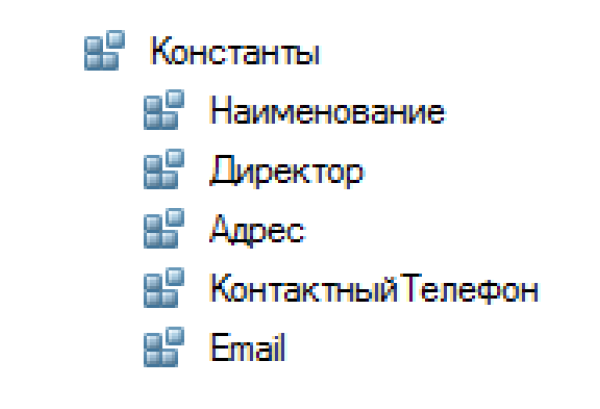 Константы
Наименование
Директор
Адрес
КонтактныйТелефон
Email